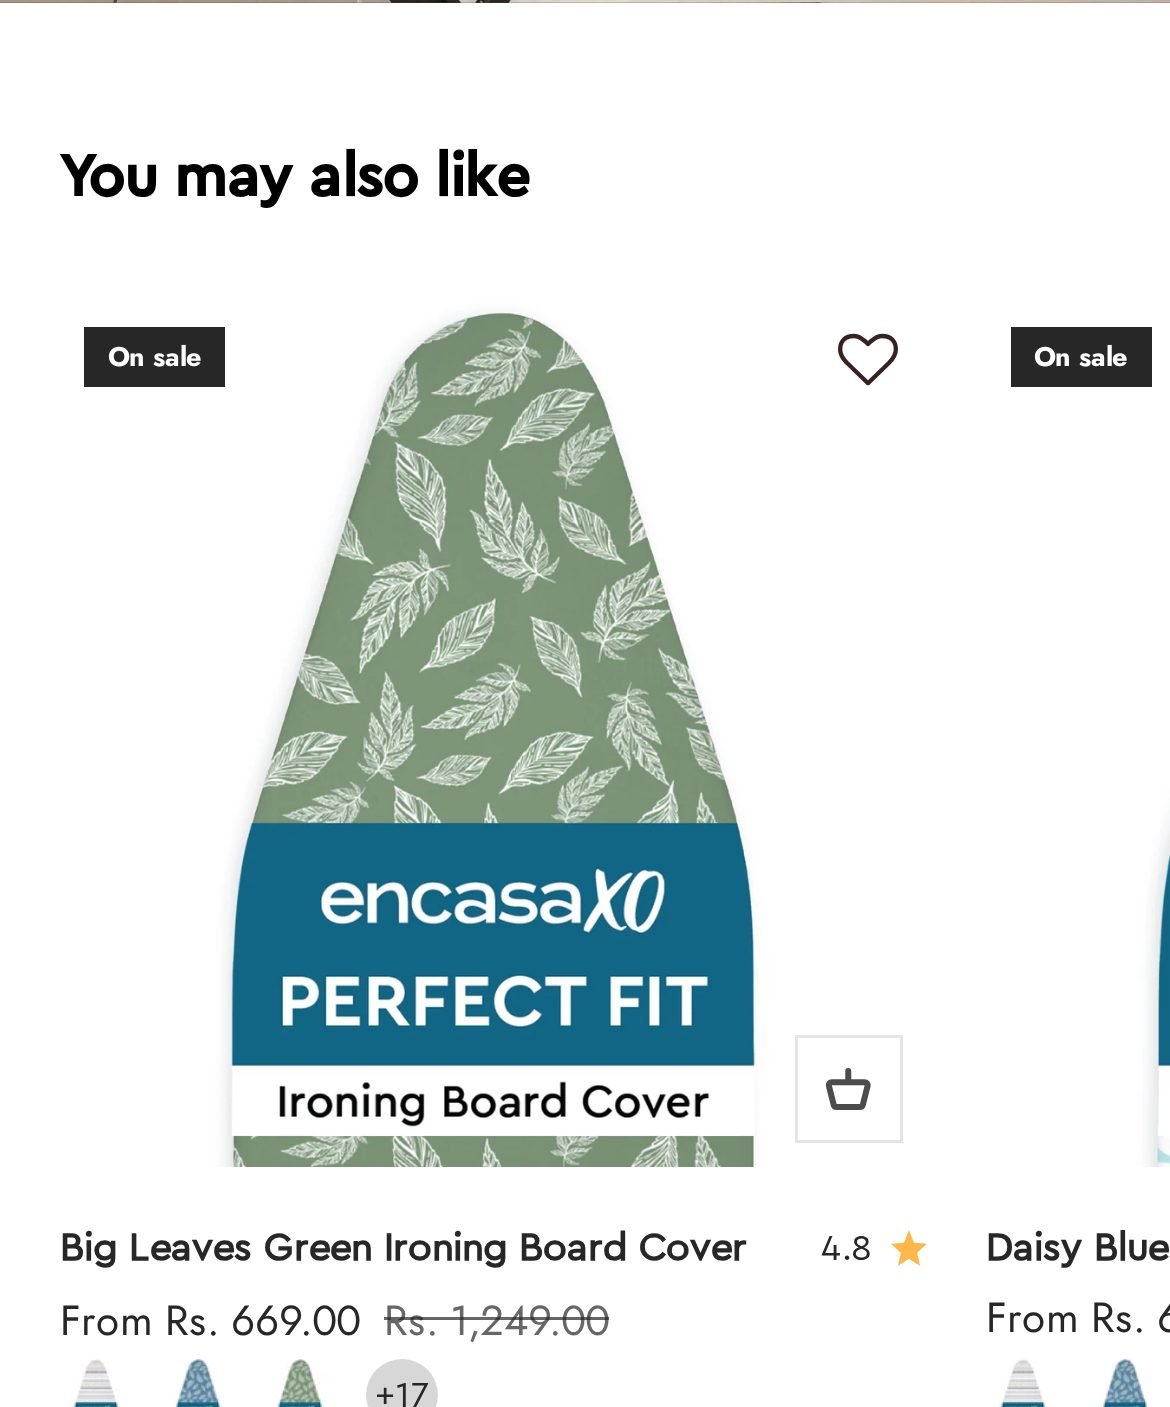 You may also like
On sale
On sale
encasaXO
PERFECT FIT
Ironing Board Cover
Big Leaves Green Ironing Board Cover
4.8
Daisy Blue
From Rs. 669.00 Rs. 1,249.00
From Rs.
+17